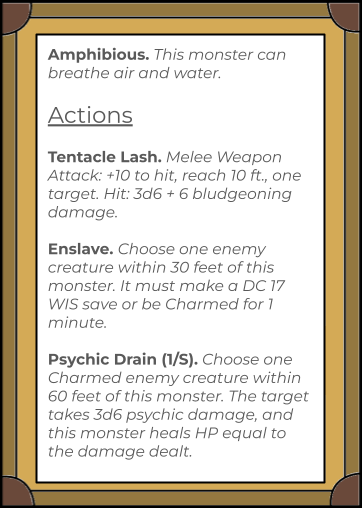 Amphibious. This monster can
breathe air and water.
Actions
Tentacle Lash. Melee Weapon
Attack: +10 to hit, reach 10 ft., one
target. Hit: 3d6 + 6 bludgeoning
damage.
Enslave. Choose one enemy
creature within 30 feet of this
monster. It must make a DC 17
WIS save or be Charmed for 1
minute.
Psychic Drain (1/S). Choose one
Charmed enemy creature within
60 feet of this monster. The target
takes 3d6 psychic damage, and
this monster heals HP equal to
the damage dealt.